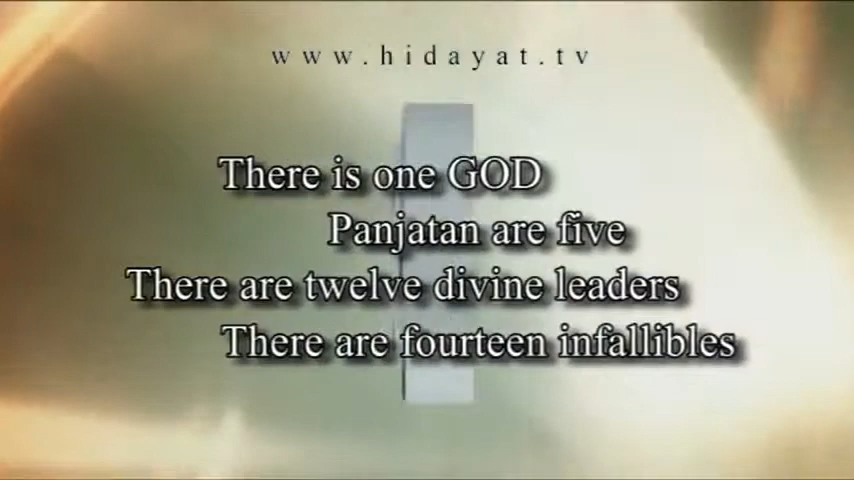 www.hidayat.tv
There is one GOD
Panjatan are five
There are twelve divine leaders
There are fourteen infallibles